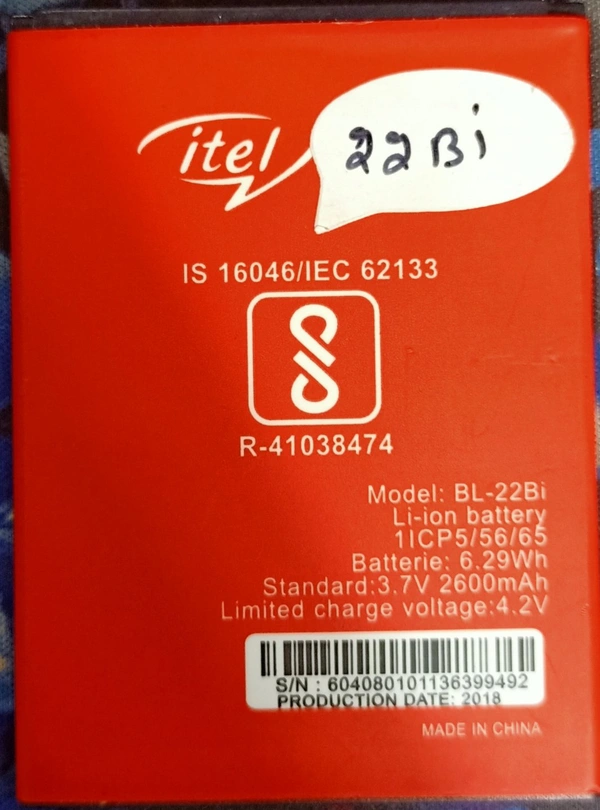 itel
22Bi
IS 16046/IEC 62133
R-41038474
Model: BL-22Bi
Li-ion battery
1ICP5/56/65
Batterie: 6.29Wh
Standard:3.7V 2600mAh
Limited charge voltage:4.2V
S/N : 604080101136399492
PRODUCTION DATE: 2018
MADE IN CHINA